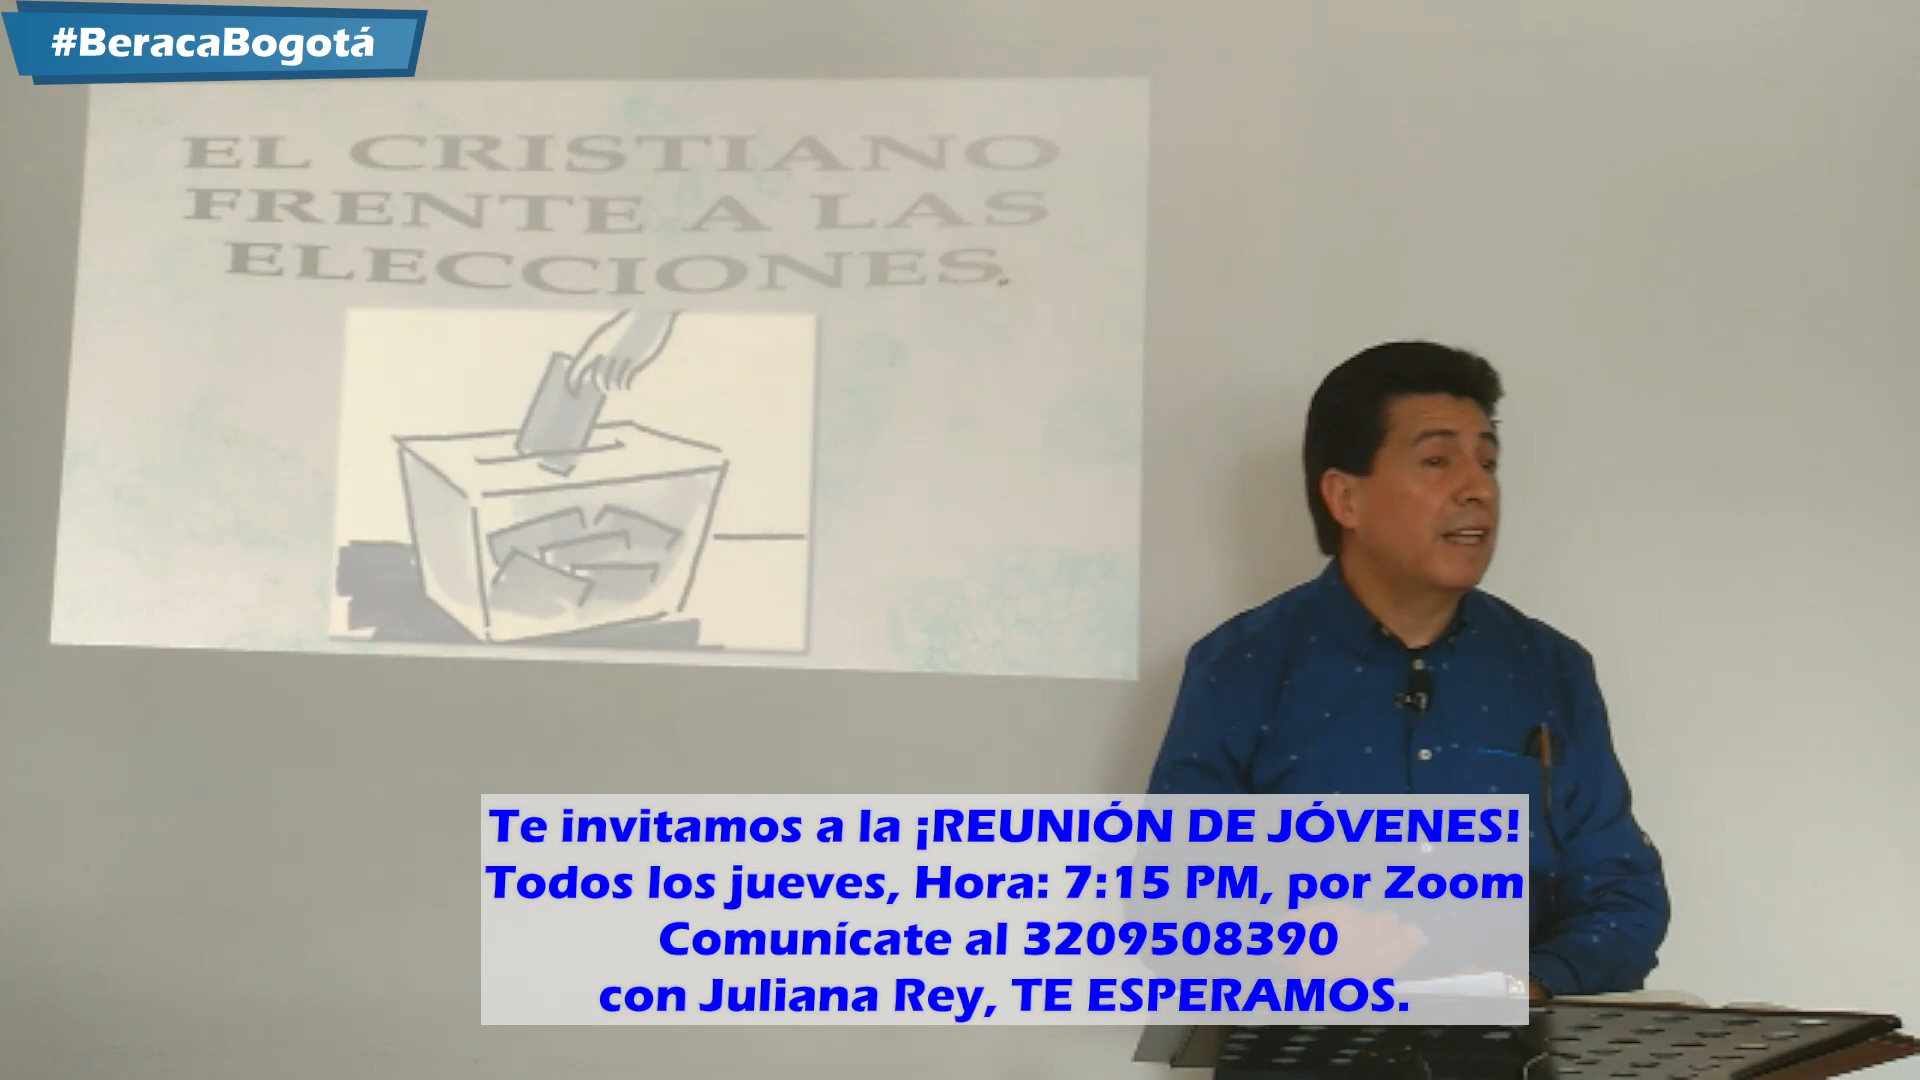 #BeracaBogotá
EL CRISTIANO
FRENTE A LAS
ELECCIONES.
Te invitamos a la ¡REUNIÓN DE JÓVENES!
Todos los jueves, Hora: 7:15 PM, por Zoom
Comunícate al 3209508390
con Juliana Rey, TE ESPERAMOS.